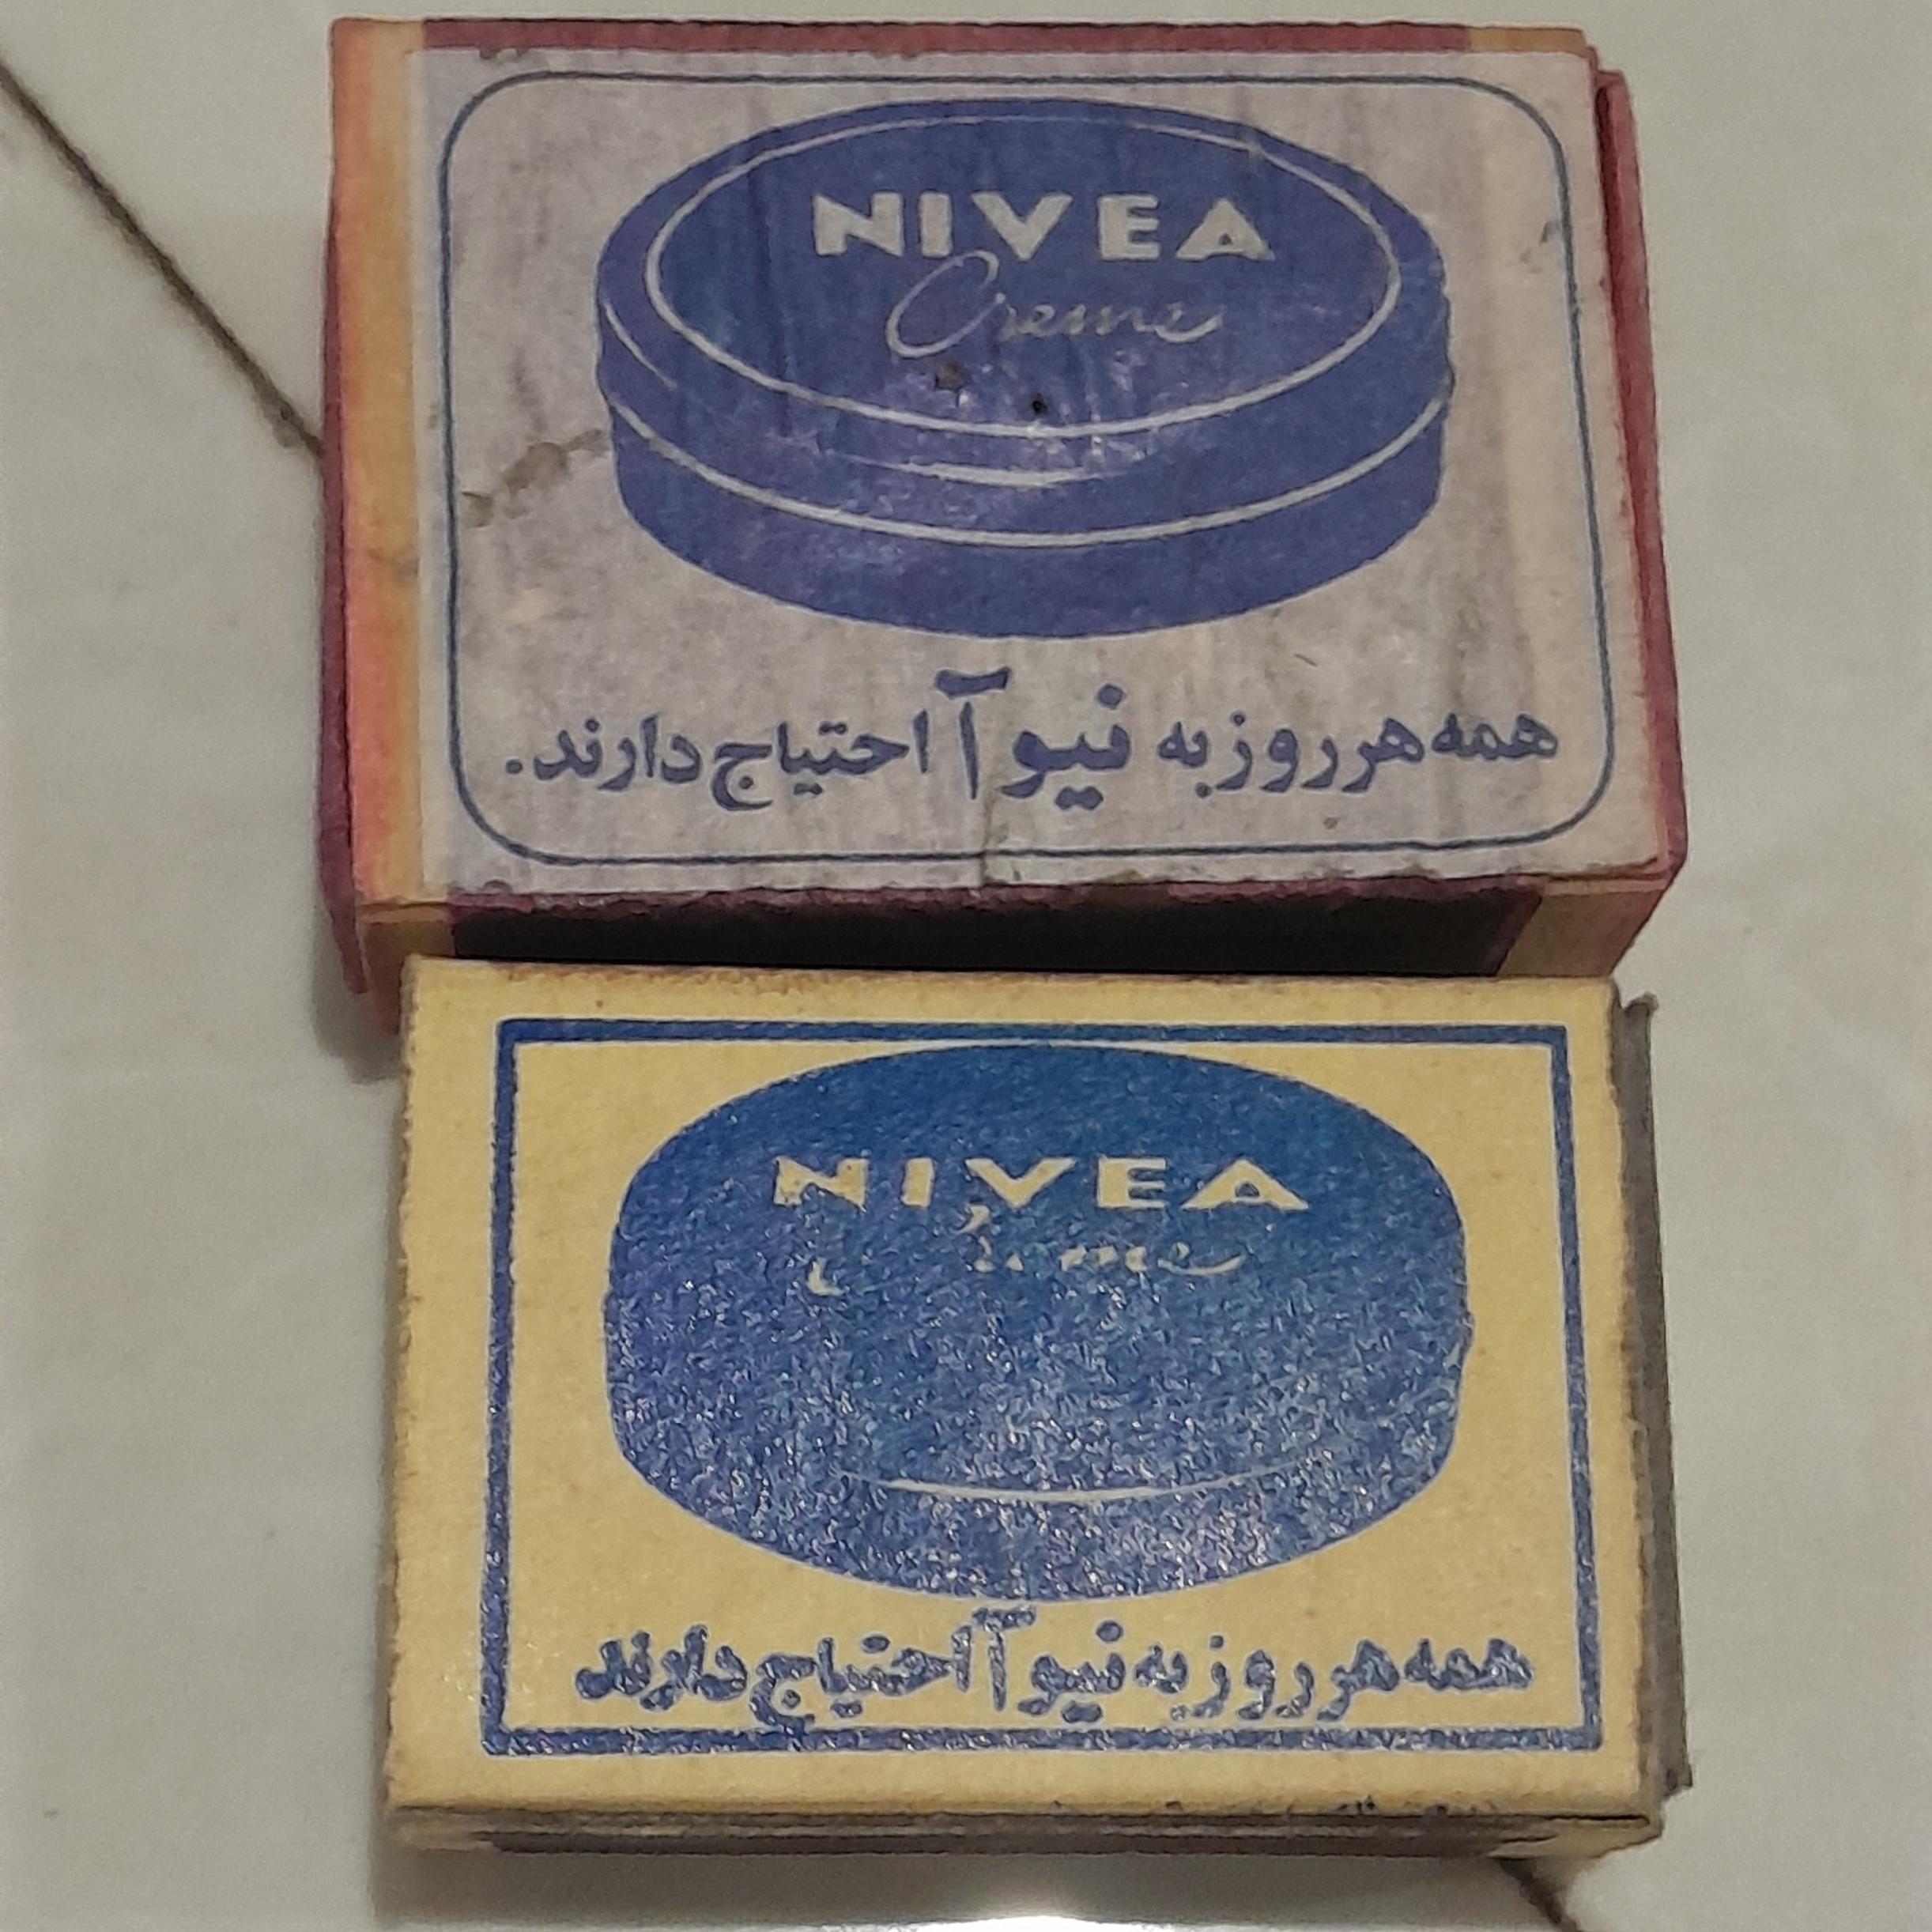 NIVEA
Creme
همه هر روز به نیوآ احتیاج دارند.
NIVEA
همه هر روز به نیوآ احتیاج دارند